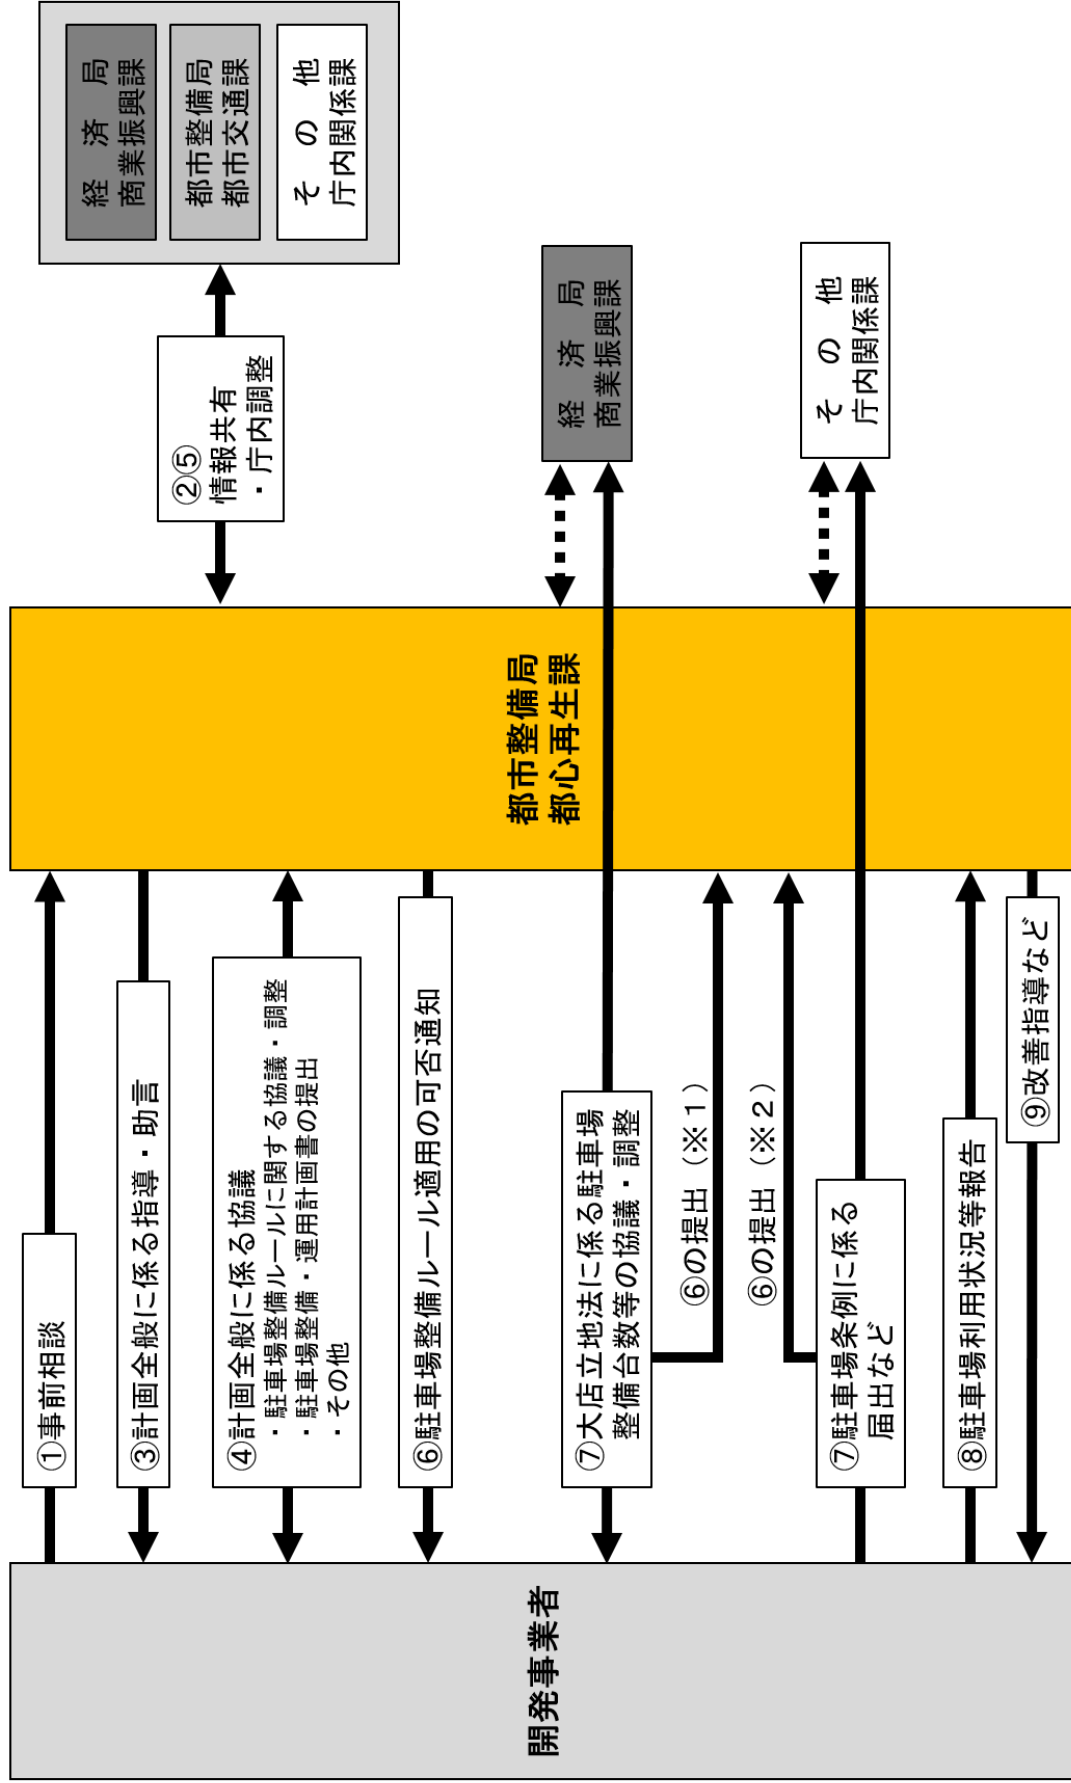 開発事業者
①事前相談
③計画全般に係る指導・助言
④計画全般に係る協議
・駐車場整備ルールに関する協議・調整
・駐車場整備・運用計画書の提出
・その他
⑥駐車場整備ルール適用の可否通知
⑦大店立地法に係る駐車場
整備台数等の協議・調整
⑥の提出（※１）
⑥の提出（※２）
⑦駐車場条例に係る
届出など
⑧駐車場利用状況等報告
⑨改善指導など
都市整備局
都心再生課
②⑤
情報共有
・庁内調整
経済局
商業振興課
都市整備局
都市交通課
その他
庁内関係課
経済局
商業振興課
その他
庁内関係課